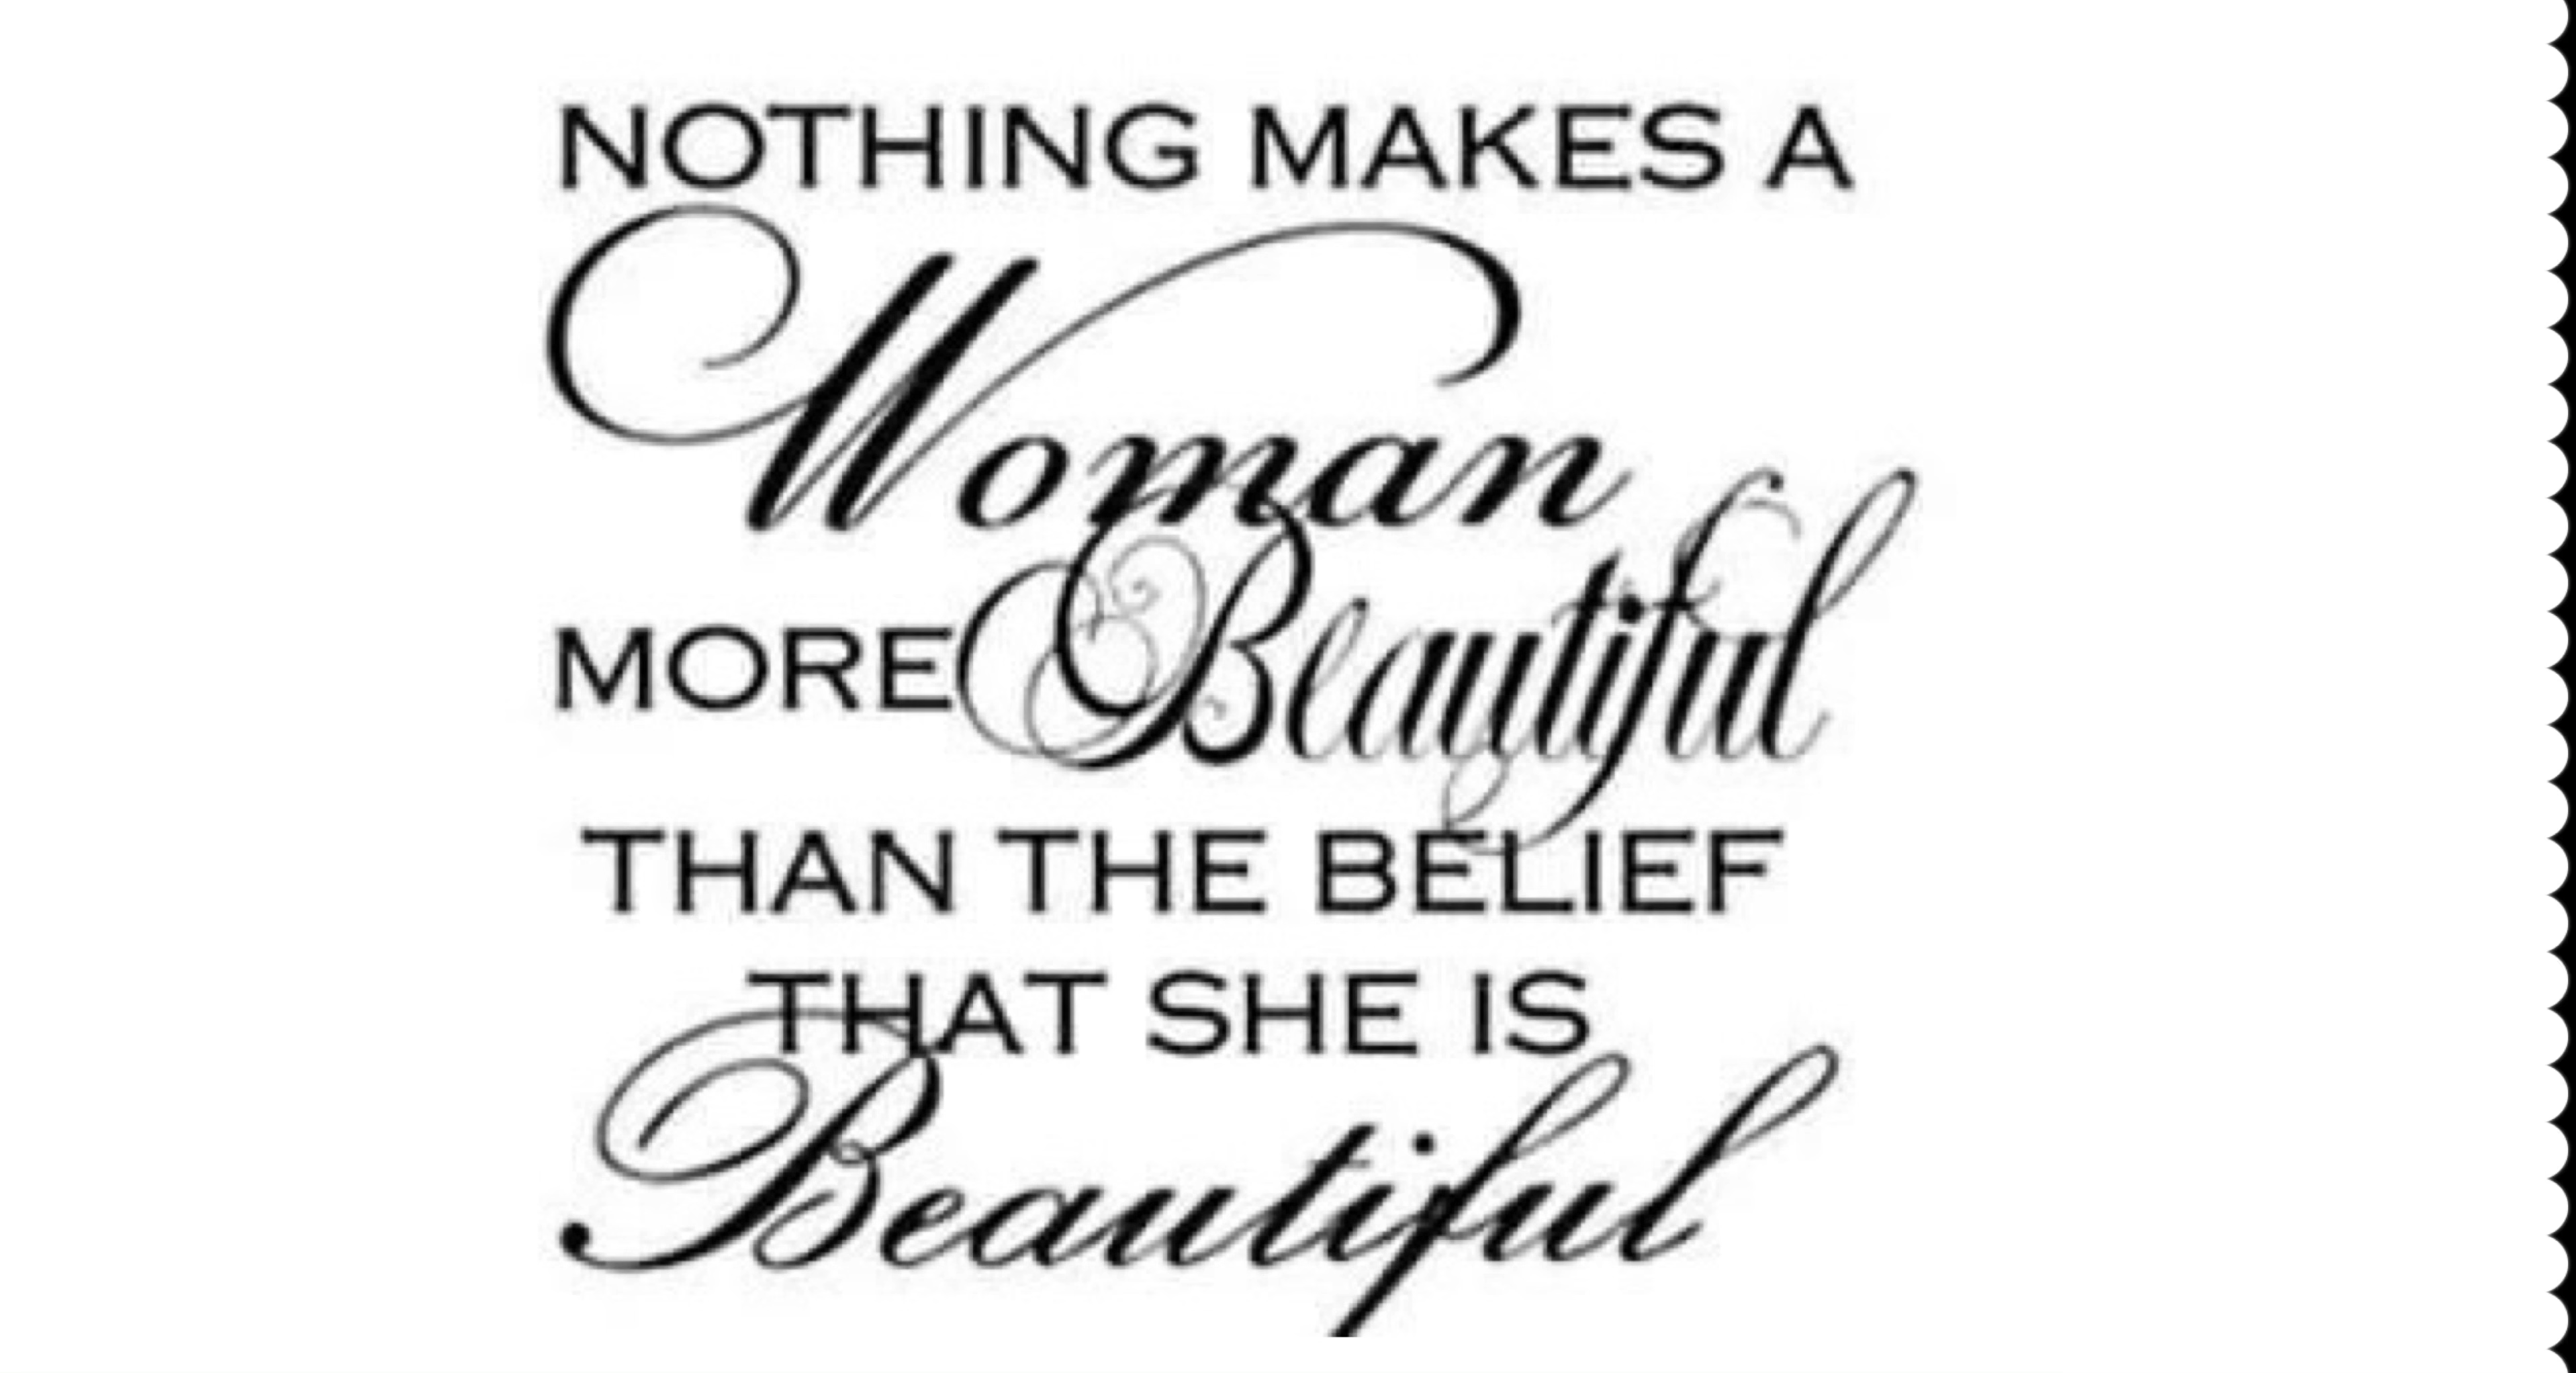 NOTHING MAKES A
Woman
MORE Beautiful
THAN THE BELIEF
THAT SHE IS
Beautiful